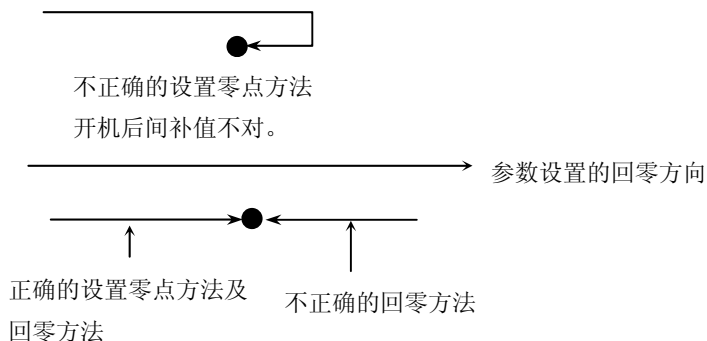 不正确的设置零点方法
开机后间补值不对。
参数设置的回零方向
正确的设置零点方法及
回零方法
不正确的回零方法